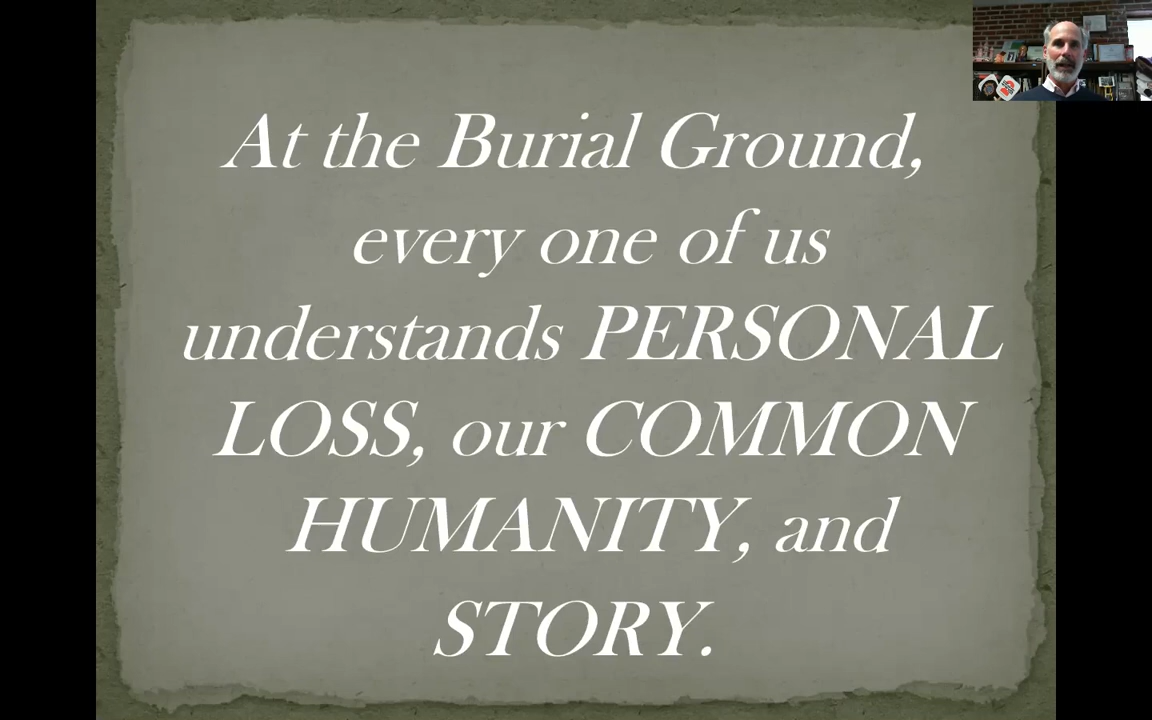 At the Burial Ground,
every one of us
understands PERSONAL
LOSS, our COMMON
HUMANITY, and
STORY.